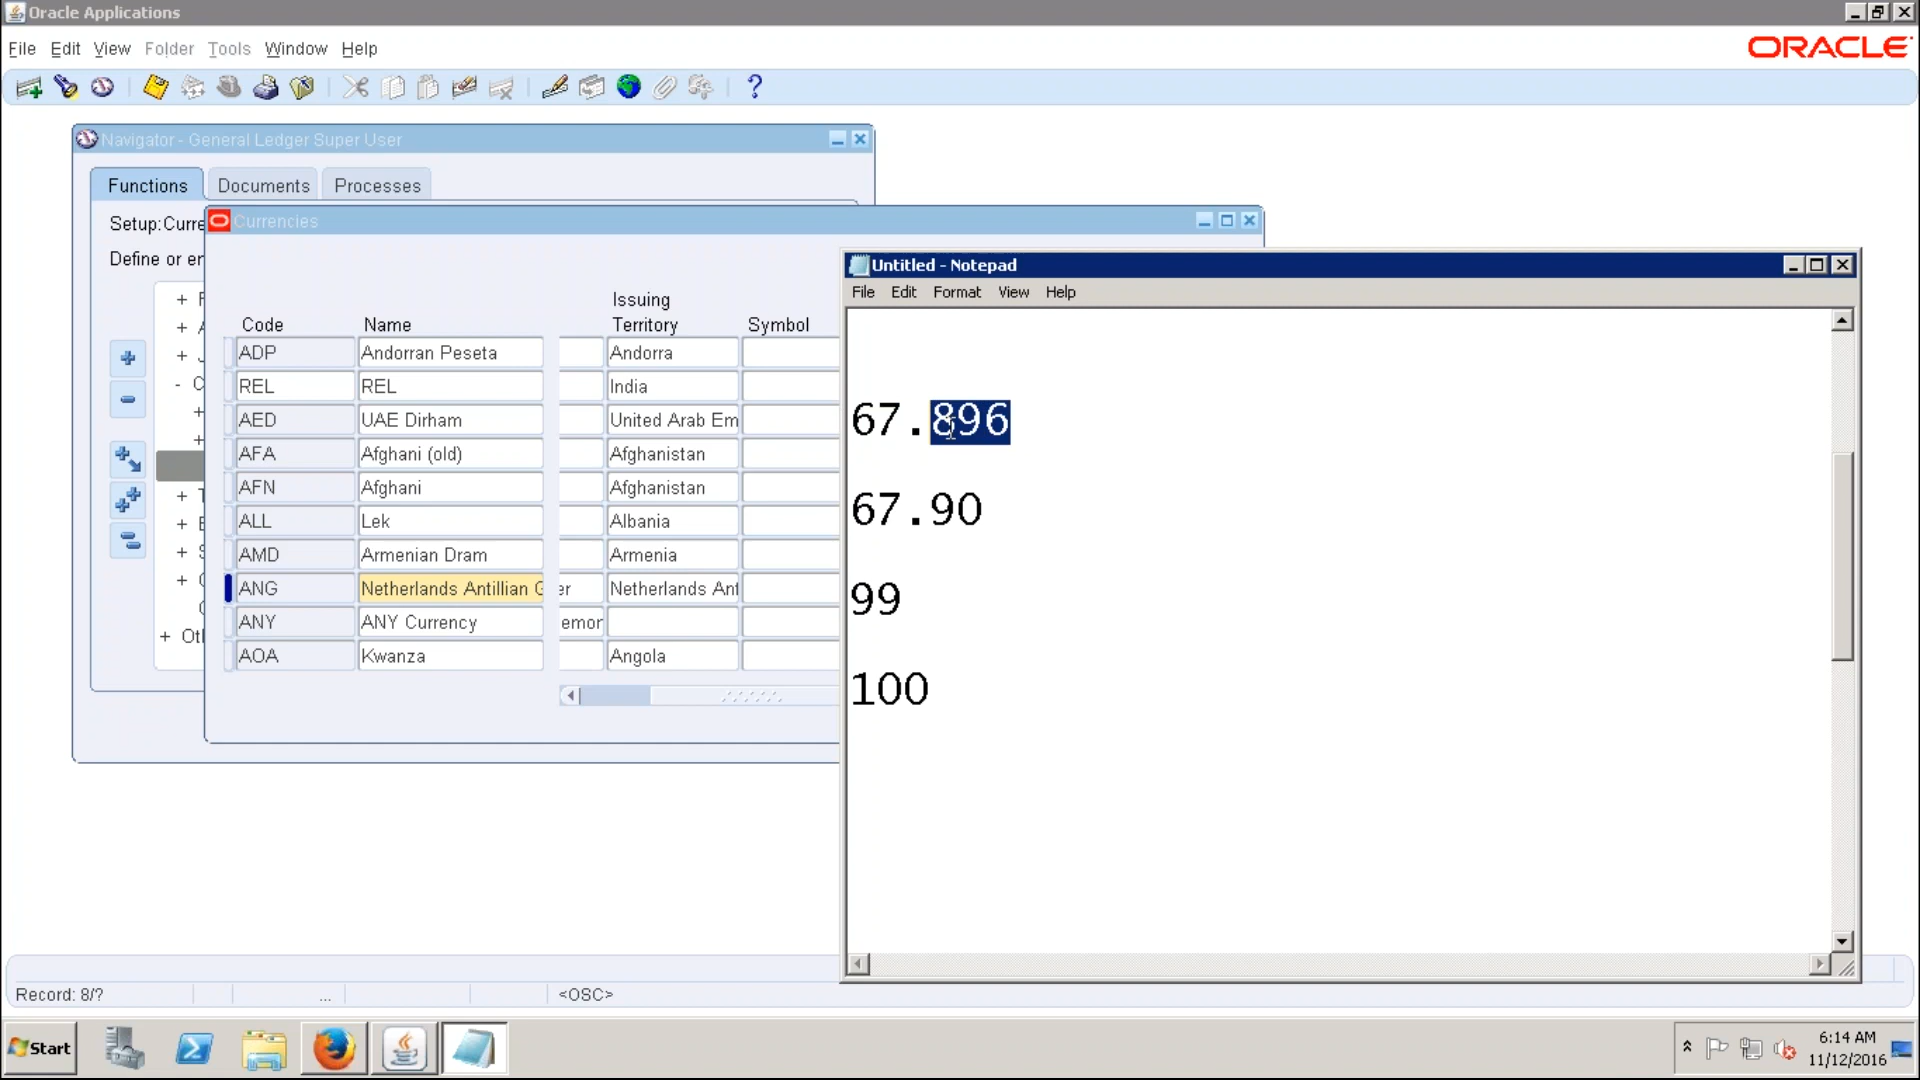 Oracle Applications
File Edit View Folder Tools Window Help
ORACLE
Navigator - General Ledger Super User
Functions Documents Processes
Setup:Curre
Currencies
Define or er
Issuing
Code Name Territory Symbol
ADP Andorran Peseta Andorra
REL REL India
AED UAE Dirham United Arab Em
AFA Afghani (old) Afghanistan
AFN Afghani Afghanistan
ALL Lek Albania
AMD Armenian Dram Armenia
ANG Netherlands Antillian G er Netherlands Ant
ANY ANY Currency emor
AOA Kwanza Angola
+ Otl
Untitled - Notepad
File Edit Format View Help
67.896
67.90
99
100
Record: 8/? ... <OSC>
Start
6:14 AM
11/12/2016